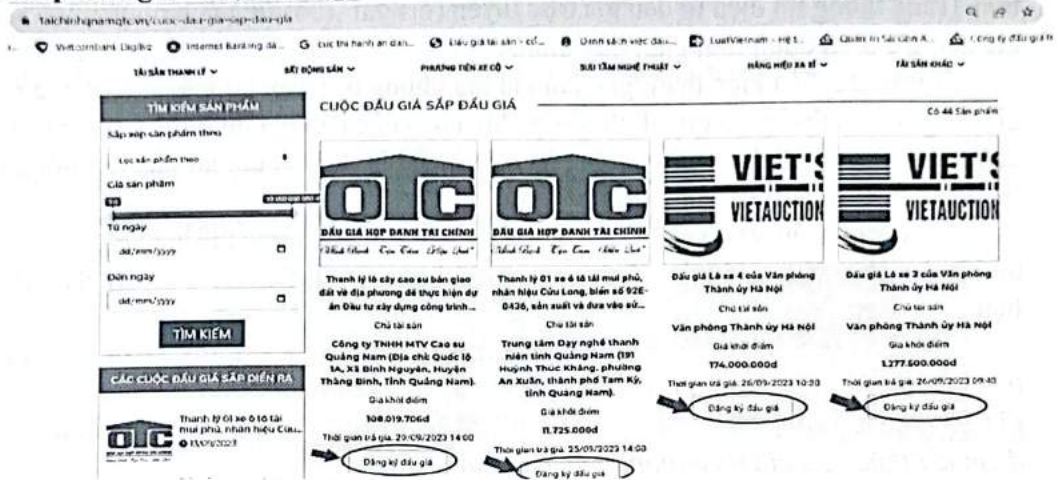 taichinhqnamqtc.vn/cuoc-dau-gia-sap-dau-gia
Vietcombank Digibiz
Internet Banking dà...
G cục thi hành án dân...
Đấu giá tài sản - cổ...
Danh sách việc đấu...
LuatVietnam - Hệ t...
Công ty đấu giá h
TÀI SẢN THANH LÝ
BẤT ĐỘNG SẢN
PHƯƠNG TIỆN XE CỘ
SƯU TẦM NGHỆ THUẬT
HÀNG HIỆU XA XỈ
TÀI SẢN KHÁC
TÌM KIẾM SẢN PHẨM
Sắp xếp sản phẩm theo
Lọc sản phẩm theo
Giá sản phẩm
Từ ngày
dd/mm/yyyy
Đến ngày
dd/mm/yyyy
TÌM KIẾM
CÁC CUỘC ĐẤU GIÁ SẮP DIỄN RA
Thanh lý 01 xe ô tô tải
mui phủ, nhãn hiệu Cửu...
CUỘC ĐẤU GIÁ SẮP ĐẤU GIÁ
Có 44 Sản phẩm
QTC
ĐẤU GIÁ HỢP DANH TÀI CHÍNH
Thanh lý lô cây cao su bàn giao
đất về địa phương để thực hiện dự
án Đầu tư xây dựng công trình...
Chủ tài sản
Công ty TNHH MTV Cao su
Quảng Nam (Địa chỉ: Quốc lộ
1A, Xã Bình Nguyên, Huyện
Thăng Bình, Tỉnh Quảng Nam).
Giá khởi điểm
108.019.706đ
Thời gian trả giá: 29/09/2023 14:00
Đăng ký đấu giá
QTC
ĐẤU GIÁ HỢP DANH TÀI CHÍNH
Thanh lý 01 xe ô tô tải mui phủ,
nhãn hiệu Cửu Long, biển số 92E-
0436, sản xuất và đưa vào sử...
Chủ tài sản
Trung tâm Dạy nghề thanh
niên tỉnh Quảng Nam (191
Huỳnh Thúc Kháng, phường
An Xuân, thành phố Tam Kỳ,
tỉnh Quảng Nam).
Giá khởi điểm
11.725.000đ
Thời gian trả giá: 25/09/2023 14:00
Đăng ký đấu giá
VIET'S
VIETAUCTION
Đấu giá Lô xe 4 của Văn phòng
Thành ủy Hà Nội
Chủ tài sản
Văn phòng Thành ủy Hà Nội
Giá khởi điểm
174.000.000đ
Thời gian trả giá: 26/09/2023 10:30
Đăng ký đấu giá
VIET'S
VIETAUCTION
Đấu giá Lô xe 3 của Văn phòng
Thành ủy Hà Nội
Chủ tài sản
Văn phòng Thành ủy Hà Nội
Giá khởi điểm
1.277.500.000đ
Thời gian trả giá: 26/09/2023 09:40
Đăng ký đấu giá